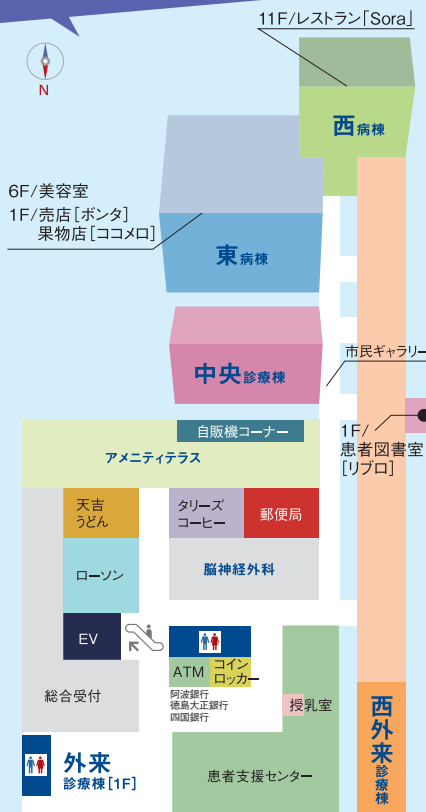 11F/レストラン「Sora」
N
西病棟
6F/美容室
1F/売店[ボンタ]
果物店[ココメロ]
東病棟
中央診療棟
市民ギャラリー
1F/
患者図書室
[リブロ]
自販機コーナー
アメニティテラス
天吉
うどん
タリーズ
コーヒー
郵便局
ローソン
脳神経外科
EV
ATM
コイン
ロッカー
阿波銀行
徳島大正銀行
四国銀行
総合受付
授乳室
西外来診療棟
外来
診療棟[1F]
患者支援センター